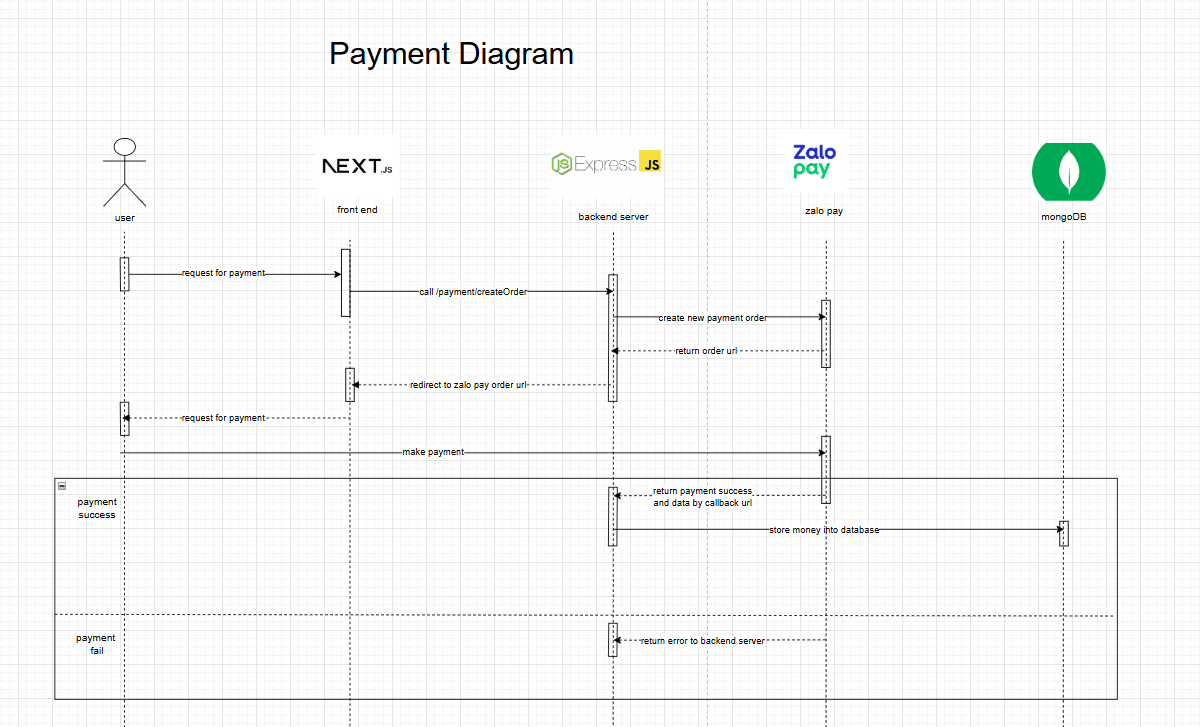 Payment Diagram
NEXT.JS
JS Express JS
Zalo
pay
user
front end
backend server
zalo pay
mongoDB
request for payment
call /payment/createOrder
create new payment order
return order url
redirect to zalo pay order url
request for payment
make payment
payment
success
return payment success
and data by callback url
store money into database
payment
fail
return error to backend server